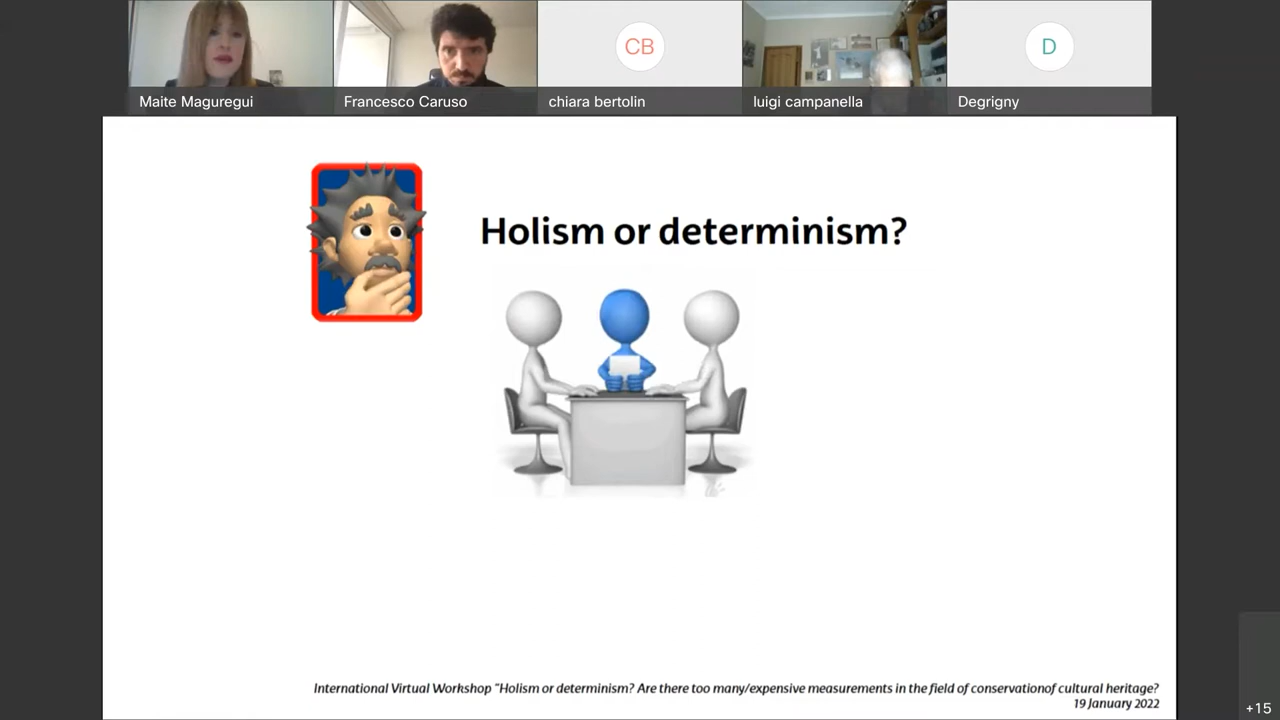 Maite Maguregui
Francesco Caruso
CB
chiara bertolin
luigi campanella
D
Degrigny
Holism or determinism?
International Virtual Workshop "Holism or determinism? Are there too many/expensive measurements in the field of conservationof cultural heritage?
19 January 2022
+15